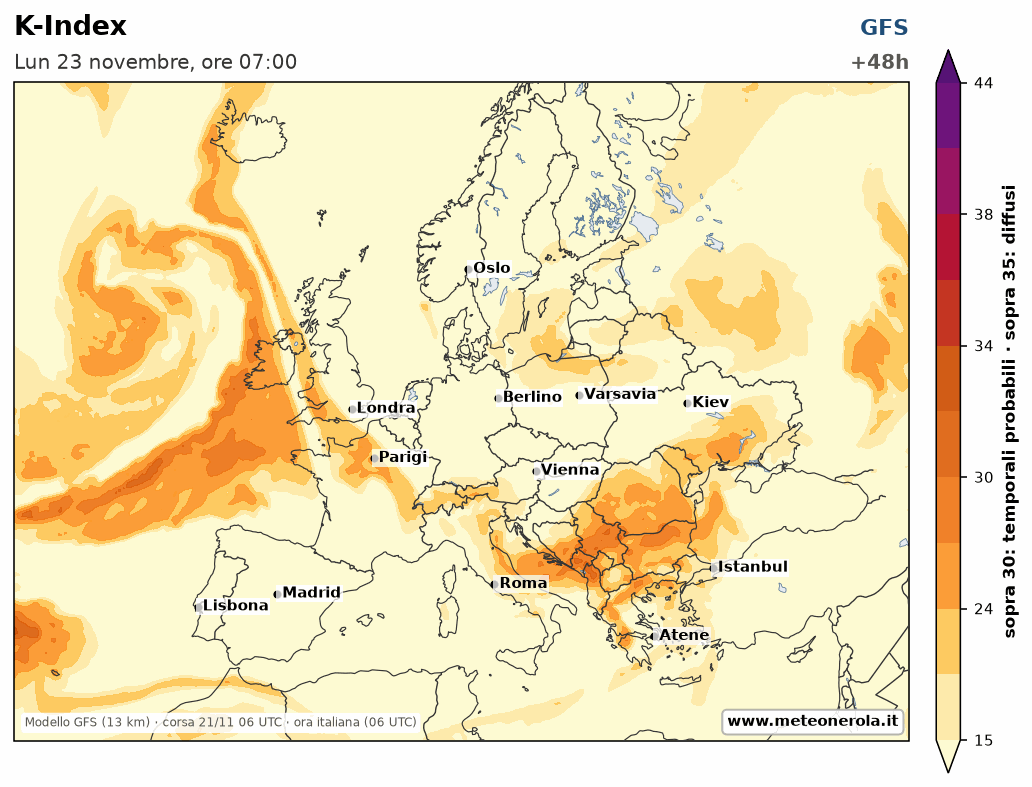 K-Index
GFS
Lun 23 novembre, ore 07:00
+48h
44
38
34
30
24
15
sopra 30: temporali probabili · sopra 35: diffusi
Oslo
Berlino
Varsavia
Kiev
Londra
Parigi
Vienna
Istanbul
Roma
Madrid
Lisbona
Atene
Modello GFS (13 km) · corsa 21/11 06 UTC · ora italiana (06 UTC)
www.meteonerola.it